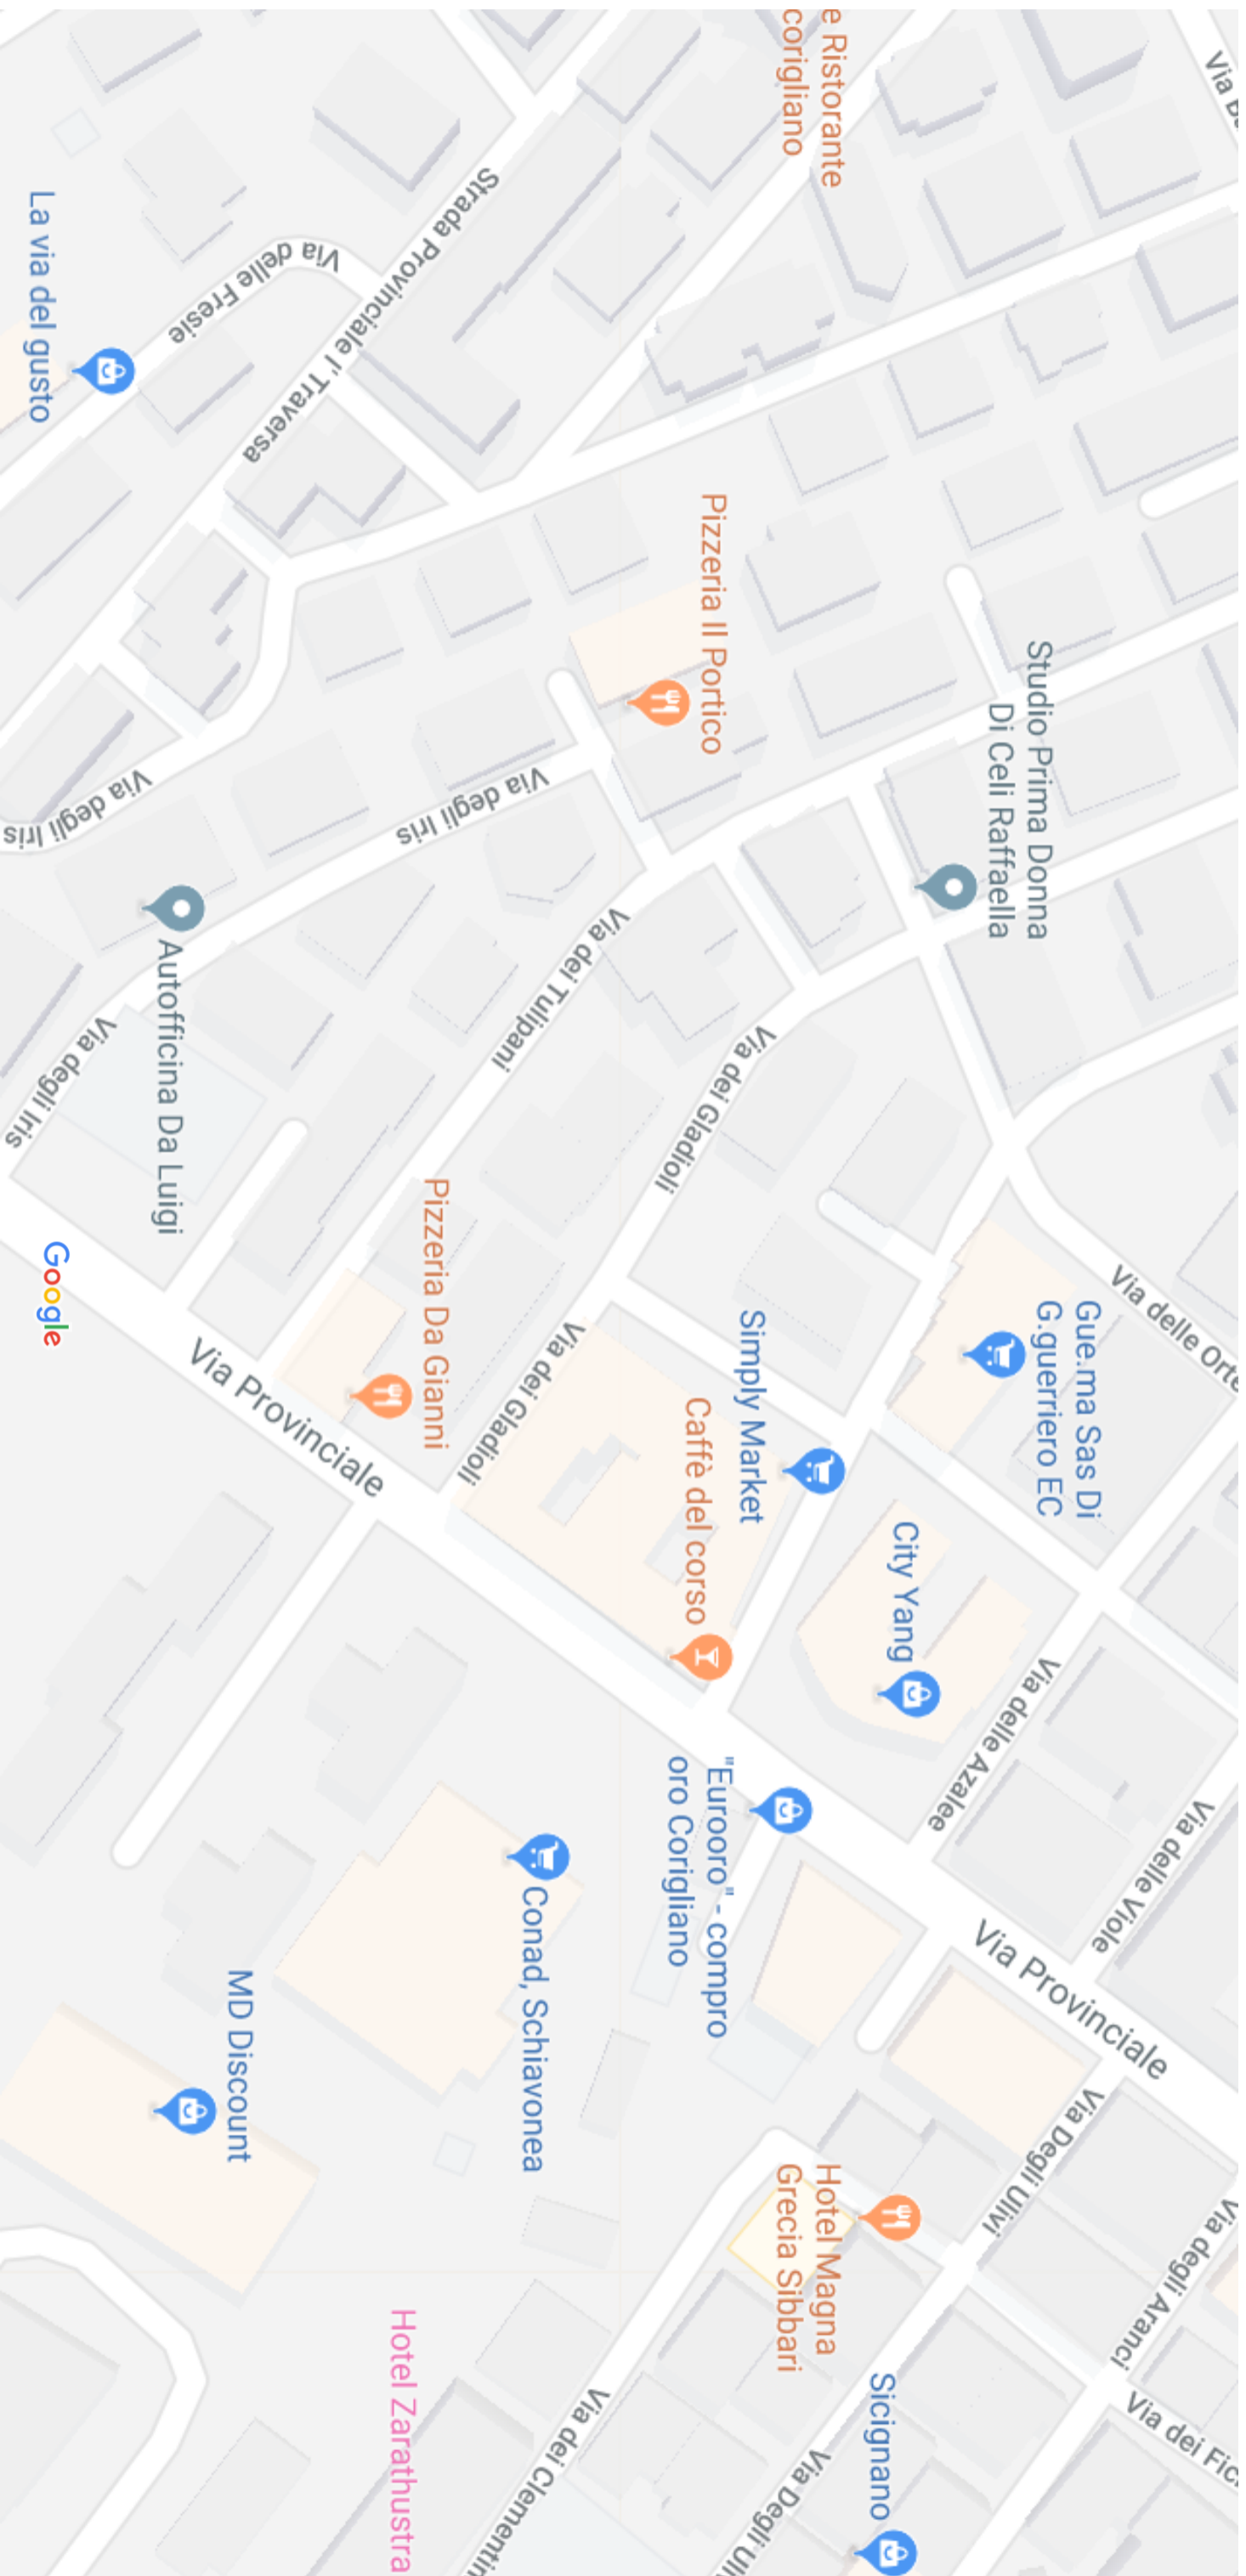 Via
Via delle Orte
Via degli Aranci
Via dei Fici
Via delle Viole
Gue.ma Sas Di
G.guerriero EC
Via Provinciale
Studio Prima Donna
Di Celi Raffaella
Via Degli Ulivi
Via delle Azalee
City Yang
Sicignano
e Ristorante
corigliano
Hotel Magna
Grecia Sibbari
Via Degli
Simply Market
Pizzeria Il Portico
Via dei Gladioli
"Eurooro" - compro
oro Corigliano
Caffè del corso
Via dei Tulipani
Via dei Clementin
Conad, Schiavonea
Via dei Gladioli
Via degli Iris
Pizzeria Da Gianni
Hotel Zarathustra
Strada Provinciale I' Traversa
Via Provinciale
Via delle Fresie
MD Discount
Autofficina Da Luigi
Via degli Iris
Via degli Iris
La via del gusto
Google